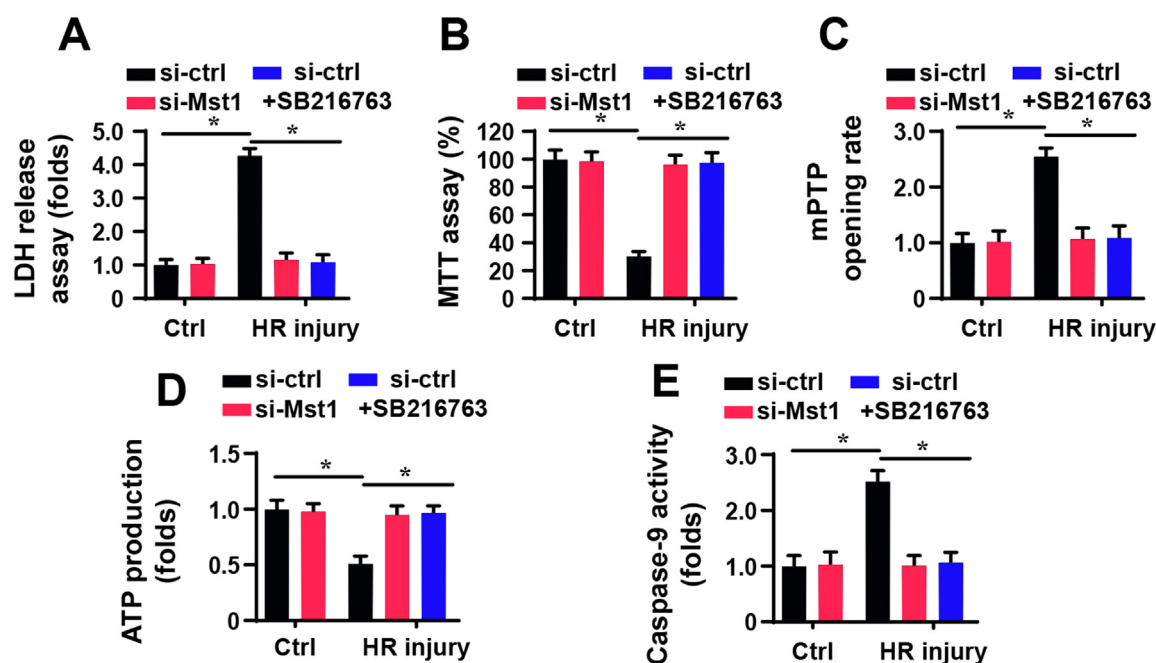 A
si-ctrl si-ctrl
si-Mst1 +SB216763
LDH release
assay (folds)
5.0
4.0
3.0
2.0
1.0
0
* *
Ctrl HR injury
B
si-ctrl si-ctrl
si-Mst1 +SB216763
MTT assay (%)
120
100
80
60
40
20
0
* *
Ctrl HR injury
C
si-ctrl si-ctrl
si-Mst1 +SB216763
mPTP
opening rate
3.0
2.0
1.0
0
* *
Ctrl HR injury
D
si-ctrl si-ctrl
si-Mst1 +SB216763
ATP production
(folds)
1.5
1.0
0.5
0
* *
Ctrl HR injury
E
si-ctrl si-ctrl
si-Mst1 +SB216763
Caspase-9 activity
(folds)
3.0
2.0
1.0
0
* *
Ctrl HR injury